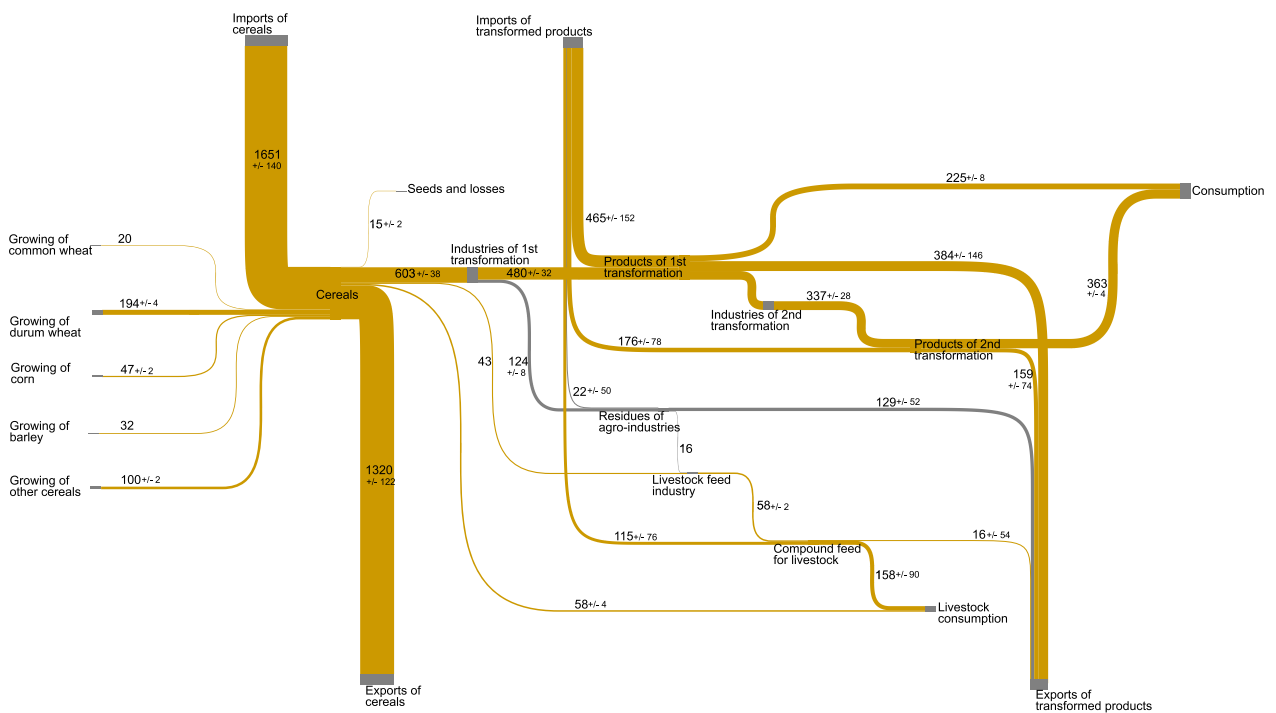 Imports of
cereals
Imports of
transformed products
1651
+/- 140
Seeds and losses
225+/- 8
Consumption
15+/- 2
465+/- 152
Growing of
common wheat
20
Industries of 1st
transformation
603+/- 38
480+/- 32
Products of 1st
transformation
384+/- 146
363
+/- 4
Cereals
194+/- 4
Growing of
durum wheat
337+/- 28
Industries of 2nd
transformation
176+/- 78
Products of 2nd
transformation
Growing of
corn
47+/- 2
43
124
+/- 8
159
+/- 74
22+/- 50
129+/- 52
Residues of
agro-industries
Growing of
barley
32
16
1320
+/- 122
Growing of
other cereals
100+/- 2
Livestock feed
industry
58+/- 2
115+/- 76
16+/- 54
Compound feed
for livestock
158+/- 90
58+/- 4
Livestock
consumption
Exports of
cereals
Exports of
transformed products